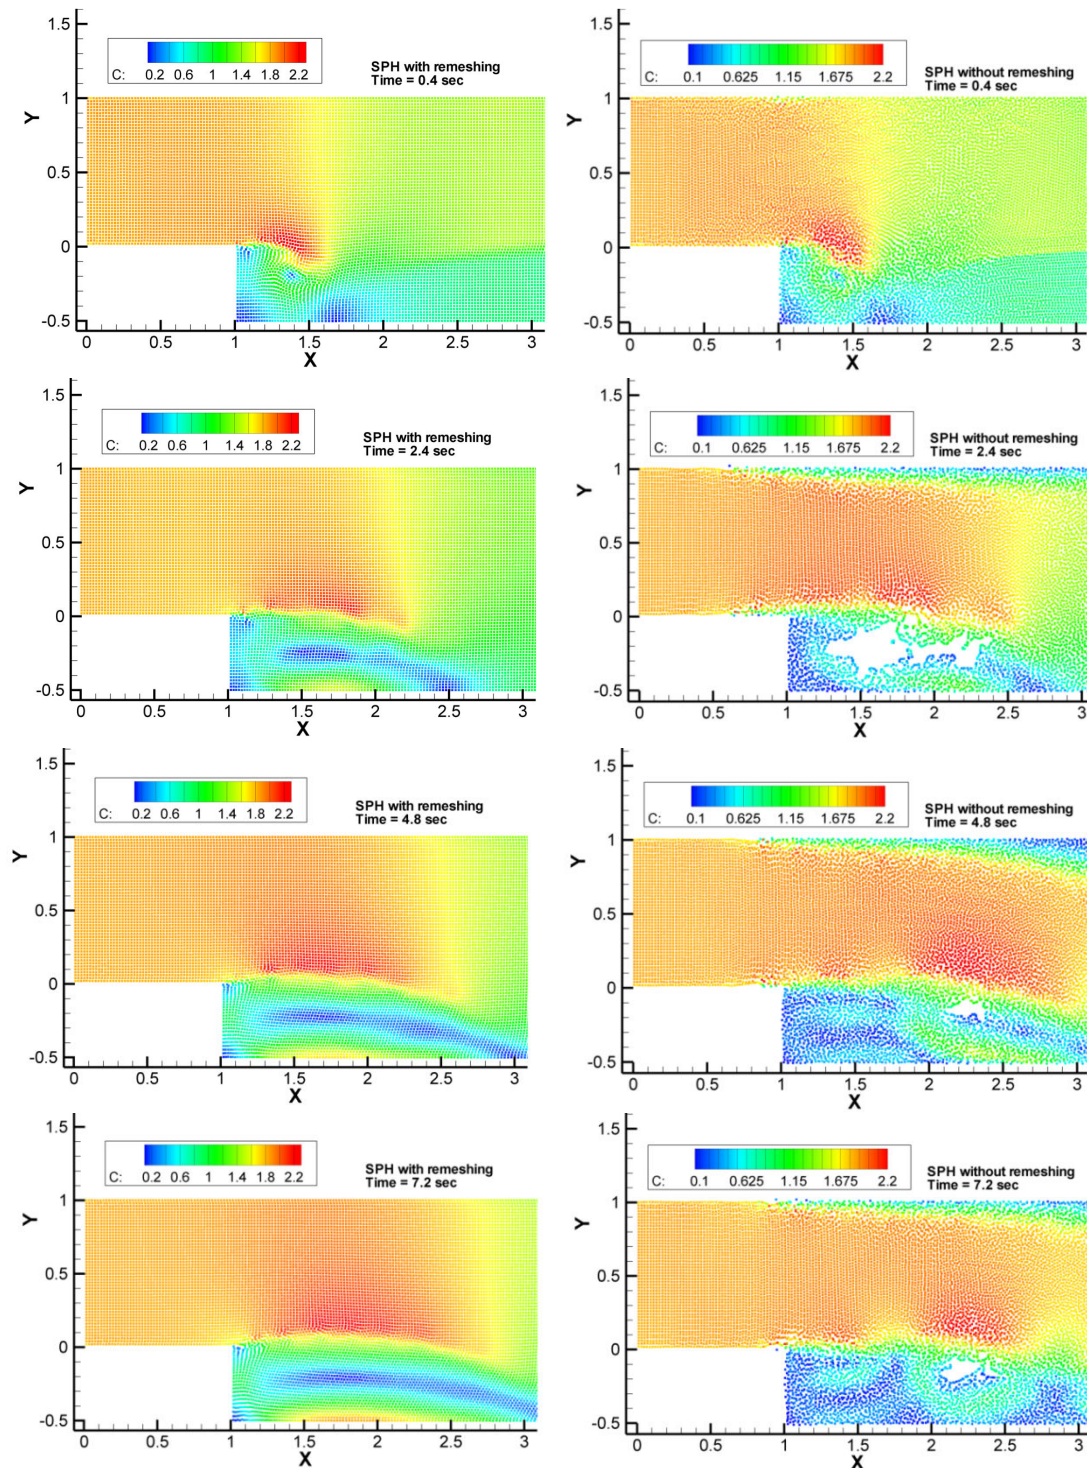 1.5
C: 0.2 0.6 1 1.4 1.8 2.2
SPH with remeshing
Time = 0.4 sec
1
Y
0.5
0
-0.5
0 0.5 1 1.5 2 2.5 3
X
1.5
C: 0.1 0.625 1.15 1.675 2.2
SPH without remeshing
Time = 0.4 sec
1
Y
0.5
0
-0.5
0 0.5 1 1.5 2 2.5 3
X
1.5
C: 0.2 0.6 1 1.4 1.8 2.2
SPH with remeshing
Time = 2.4 sec
Y
1
0.5
0
-0.5
0 0.5 1 1.5 2 2.5 3
X
1.5
C: 0.1 0.625 1.15 1.675 2.2
SPH without remeshing
Time = 2.4 sec
Y
1
0.5
0
-0.5
0 0.5 1 1.5 2 2.5 3
X
1.5
C: 0.2 0.6 1 1.4 1.8 2.2
SPH with remeshing
Time = 4.8 sec
Y
1
0.5
0
-0.5
0 0.5 1 1.5 2 2.5 3
X
1.5
C: 0.1 0.625 1.15 1.675 2.2
SPH without remeshing
Time = 4.8 sec
Y
1
0.5
0
-0.5
0 0.5 1 1.5 2 2.5 3
X
1.5
C: 0.2 0.6 1 1.4 1.8 2.2
SPH with remeshing
Time = 7.2 sec
Y
1
0.5
0
-0.5
0 0.5 1 1.5 2 2.5 3
X
1.5
C: 0.1 0.625 1.15 1.675 2.2
SPH without remeshing
Time = 7.2 sec
Y
1
0.5
0
-0.5
0 0.5 1 1.5 2 2.5 3
X